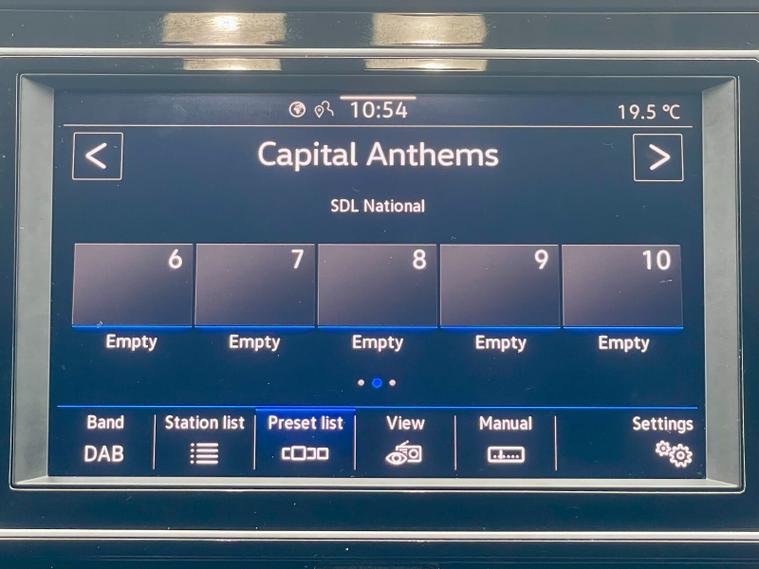 10:54 19.5 °C
< Capital Anthems >
SDL National
6 7 8 9 10
Empty Empty Empty Empty Empty
Band Station list Preset list View Manual Settings
DAB